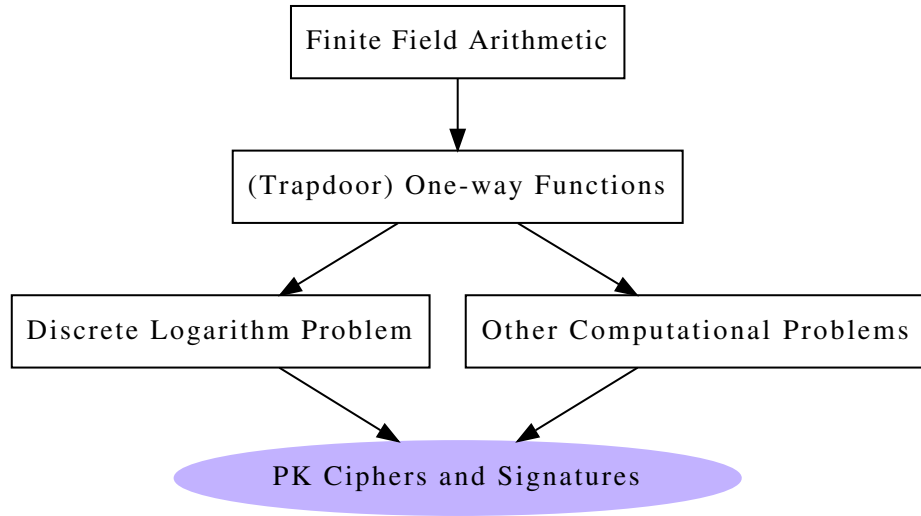 Finite Field Arithmetic
(Trapdoor) One-way Functions
Discrete Logarithm Problem
Other Computational Problems
PK Ciphers and Signatures